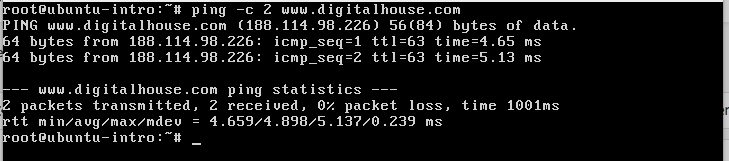 root@ubuntu-intro:~# ping -c 2 www.digitalhouse.com
PING www.digitalhouse.com (188.114.98.226) 56(84) bytes of data.
64 bytes from 188.114.98.226: icmp_seq=1 ttl=63 time=4.65 ms
64 bytes from 188.114.98.226: icmp_seq=2 ttl=63 time=5.13 ms
--- www.digitalhouse.com ping statistics ---
2 packets transmitted, 2 received, 0% packet loss, time 1001ms
rtt min/avg/max/mdev = 4.659/4.898/5.137/0.239 ms
root@ubuntu-intro:~# _